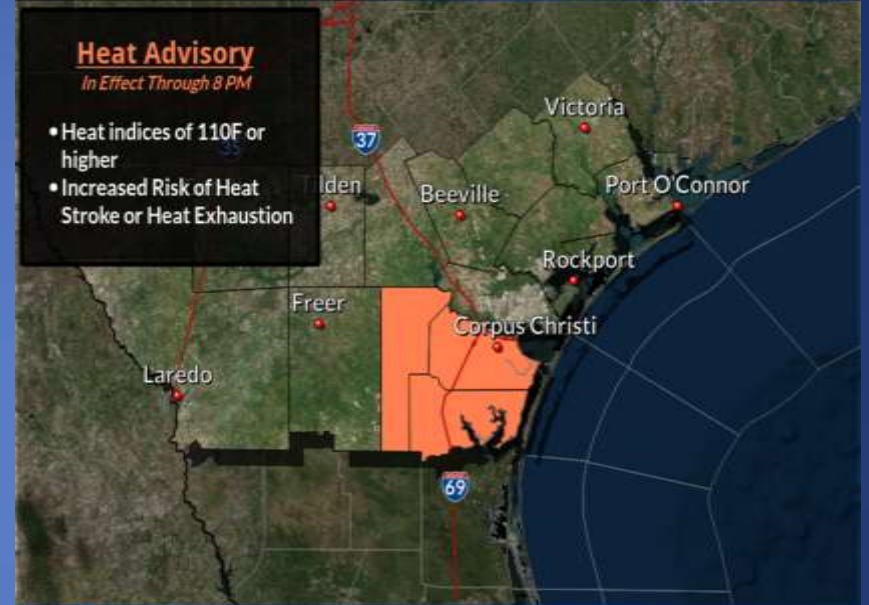 Heat Advisory
In Effect Through 8 PM
• Heat indices of 110F or
higher
• Increased Risk of Heat
Stroke or Heat Exhaustion
35
37
Victoria
Tilden
Beeville
Port O'Connor
Rockport
Freer
Corpus Christi
Laredo
69